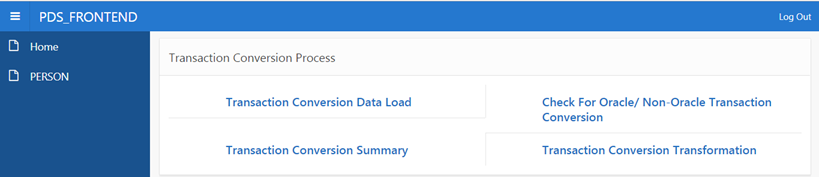 PDS_FRONTEND
Log Out
Home
PERSON
Transaction Conversion Process
Transaction Conversion Data Load
Check For Oracle/ Non-Oracle Transaction
Conversion
Transaction Conversion Summary
Transaction Conversion Transformation